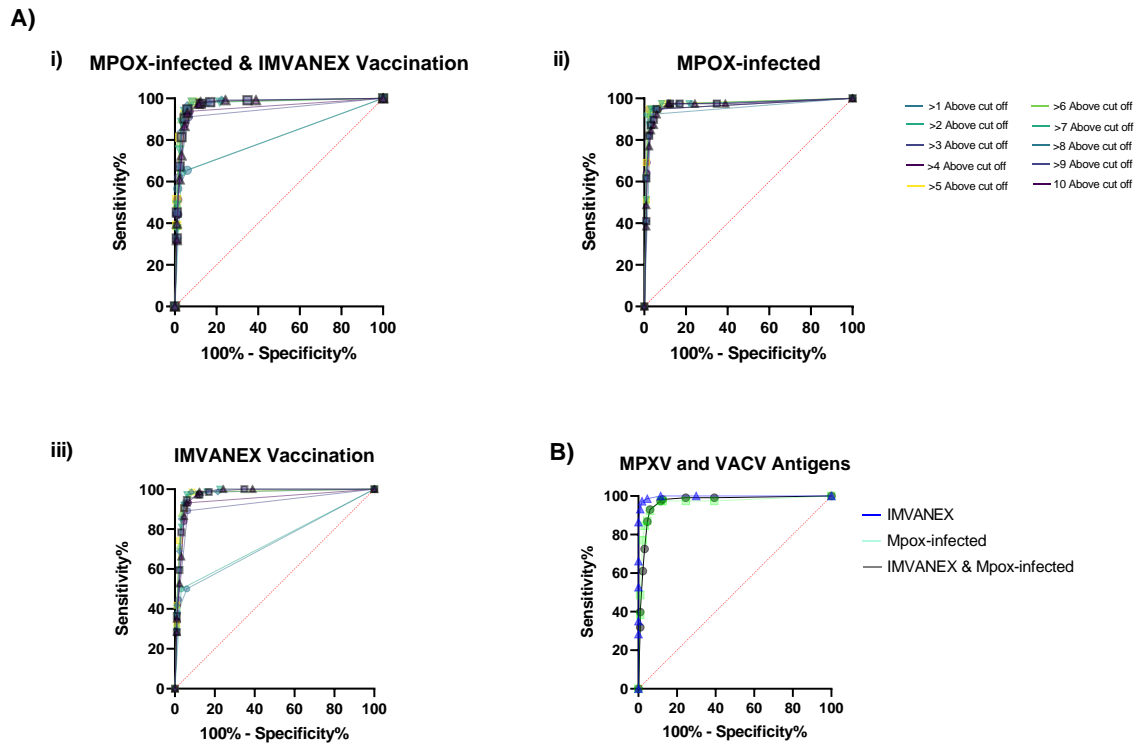 A)
i)
MPOX-infected & IMVANEX Vaccination
100
80
60
40
20
0
Sensitivity%
0 20 40 60 80 100
100% - Specificity%
ii)
MPOX-infected
100
80
60
40
20
0
Sensitivity%
0 20 40 60 80 100
100% - Specificity%
>1 Above cut off
>2 Above cut off
>3 Above cut off
>4 Above cut off
>5 Above cut off
>6 Above cut off
>7 Above cut off
>8 Above cut off
>9 Above cut off
10 Above cut off
iii)
IMVANEX Vaccination
100
80
60
40
20
0
Sensitivity%
0 20 40 60 80 100
100% - Specificity%
B)
MPXV and VACV Antigens
100
80
60
40
20
0
Sensitivity%
0 20 40 60 80 100
100% - Specificity%
IMVANEX
Mpox-infected
IMVANEX & Mpox-infected